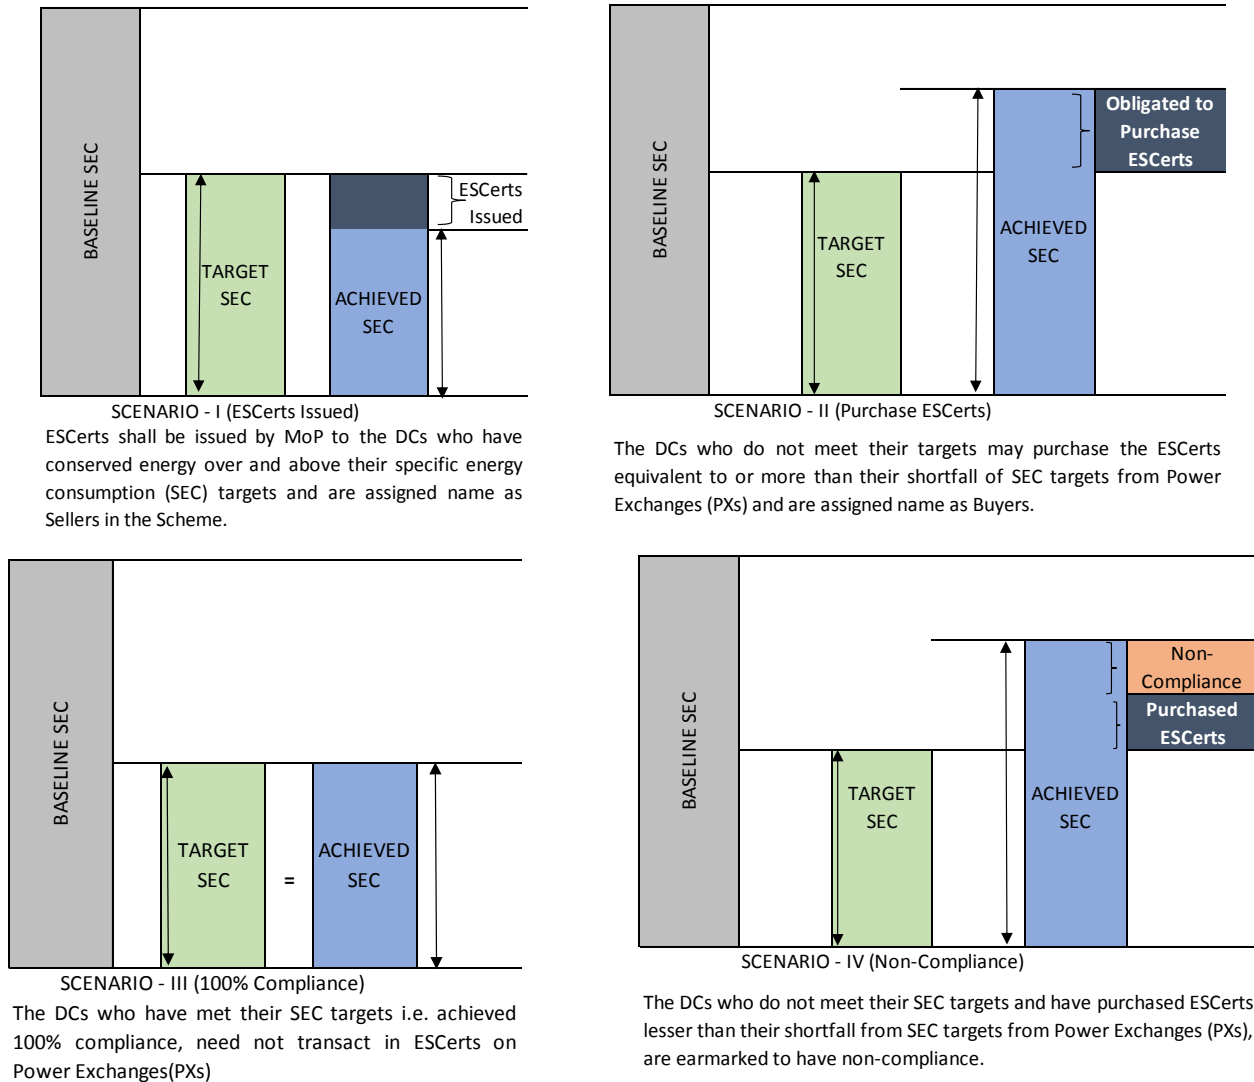 BASELINE SEC
TARGET
SEC
ACHIEVED
SEC
ESCerts
Issued
SCENARIO - I (ESCerts Issued)
ESCerts shall be issued by MoP to the DCs who have
conserved energy over and above their specific energy
consumption (SEC) targets and are assigned name as
Sellers in the Scheme.
BASELINE SEC
TARGET
SEC
ACHIEVED
SEC
Obligated to
Purchase
ESCerts
SCENARIO - II (Purchase ESCerts)
The DCs who do not meet their targets may purchase the ESCerts
equivalent to or more than their shortfall of SEC targets from Power
Exchanges (PXs) and are assigned name as Buyers.
BASELINE SEC
TARGET
SEC
=
ACHIEVED
SEC
SCENARIO - III (100% Compliance)
The DCs who have met their SEC targets i.e. achieved
100% compliance, need not transact in ESCerts on
Power Exchanges(PXs)
BASELINE SEC
TARGET
SEC
ACHIEVED
SEC
Non-
Compliance
Purchased
ESCerts
SCENARIO - IV (Non-Compliance)
The DCs who do not meet their SEC targets and have purchased ESCerts
lesser than their shortfall from SEC targets from Power Exchanges (PXs),
are earmarked to have non-compliance.